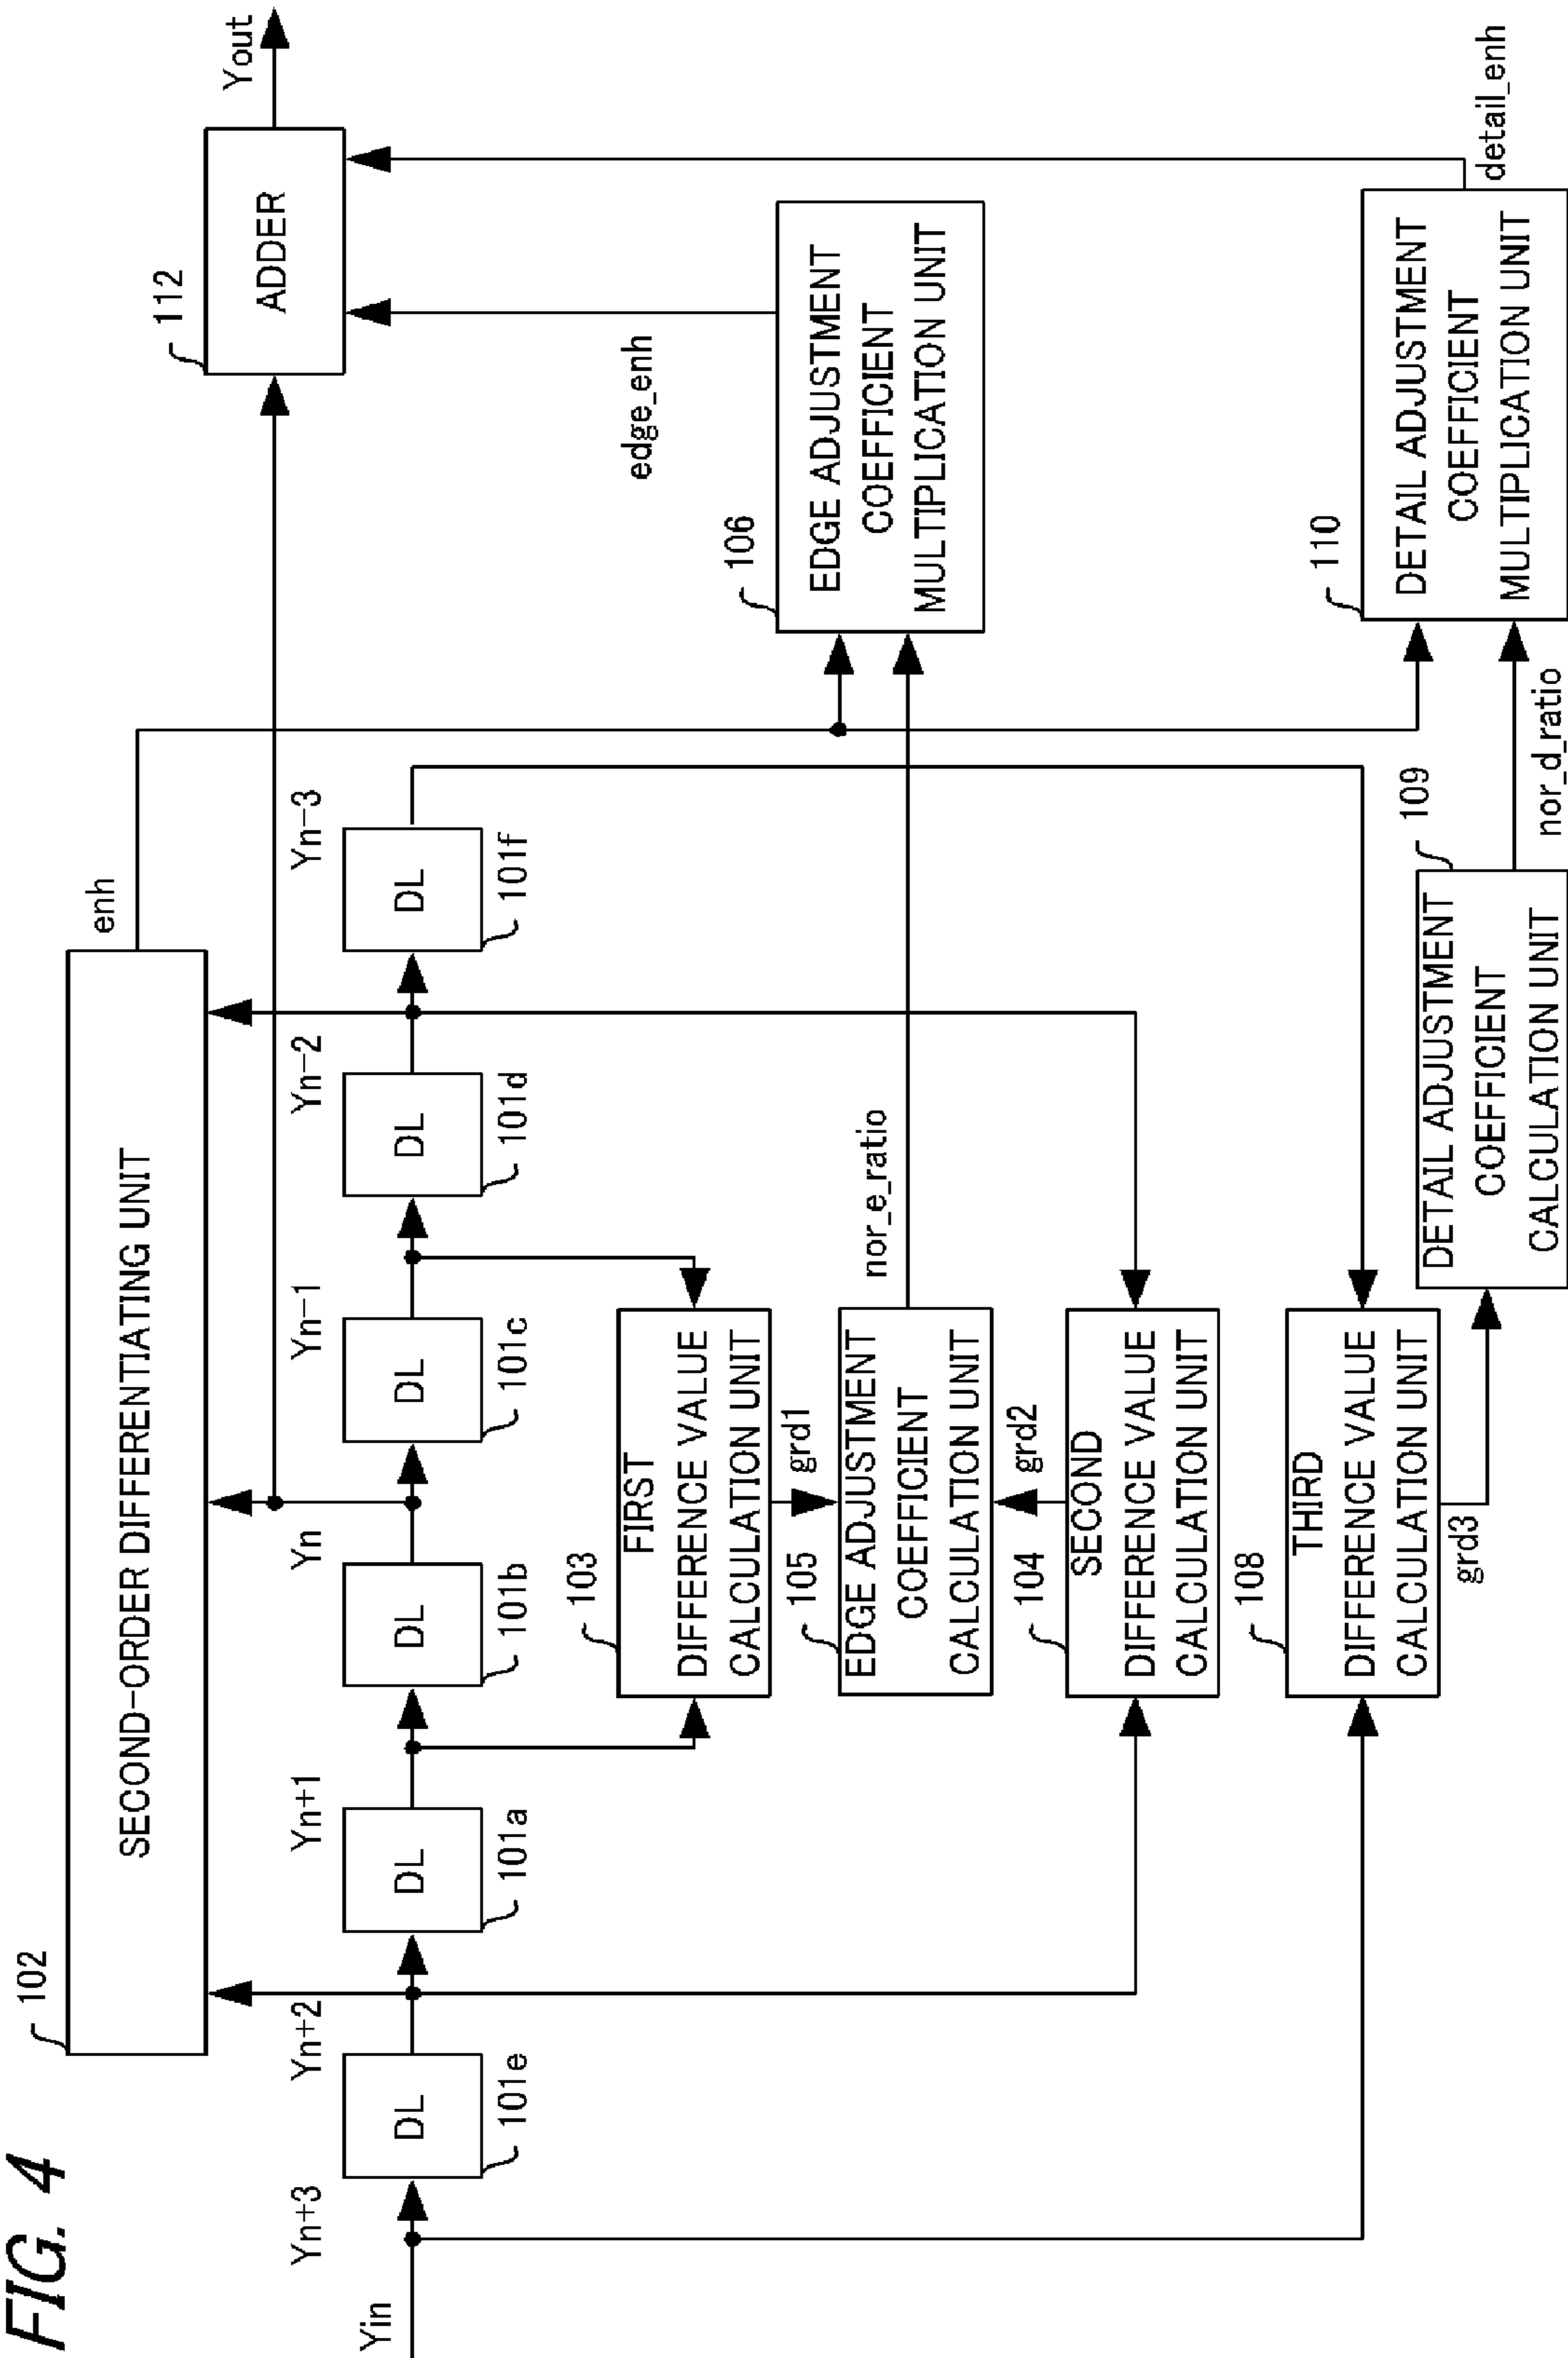 FIG. 4
102
SECOND-ORDER DIFFERENTIATING UNIT
enh
112
ADDER
Yout
Yin
Yn+3
DL
101e
Yn+2
DL
101a
Yn+1
DL
101b
Yn
DL
101c
Yn-1
DL
101d
Yn-2
DL
101f
Yn-3
103
FIRST
DIFFERENCE VALUE
CALCULATION UNIT
grd1
105
EDGE ADJUSTMENT
COEFFICIENT
CALCULATION UNIT
nor_e_ratio
grd2
104
SECOND
DIFFERENCE VALUE
CALCULATION UNIT
108
THIRD
DIFFERENCE VALUE
CALCULATION UNIT
grd3
109
DETAIL ADJUSTMENT
COEFFICIENT
CALCULATION UNIT
nor_d_ratio
106
EDGE ADJUSTMENT
COEFFICIENT
MULTIPLICATION UNIT
edge_enh
110
DETAIL ADJUSTMENT
COEFFICIENT
MULTIPLICATION UNIT
detail_enh